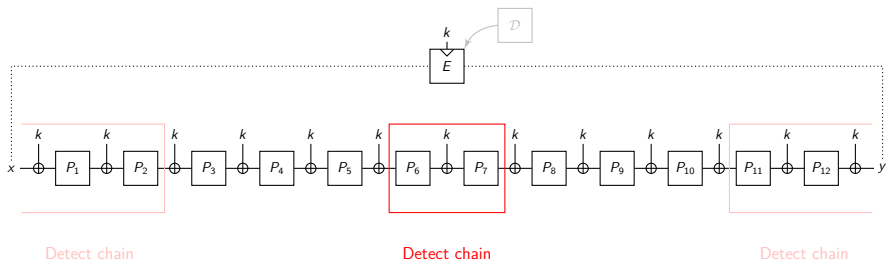 𝒟
k
E
k k k k k k k k k k k k k
x P₁ P₂ P₃ P₄ P₅ P₆ P₇ P₈ P₉ P₁₀ P₁₁ P₁₂ y
Detect chain Detect chain Detect chain